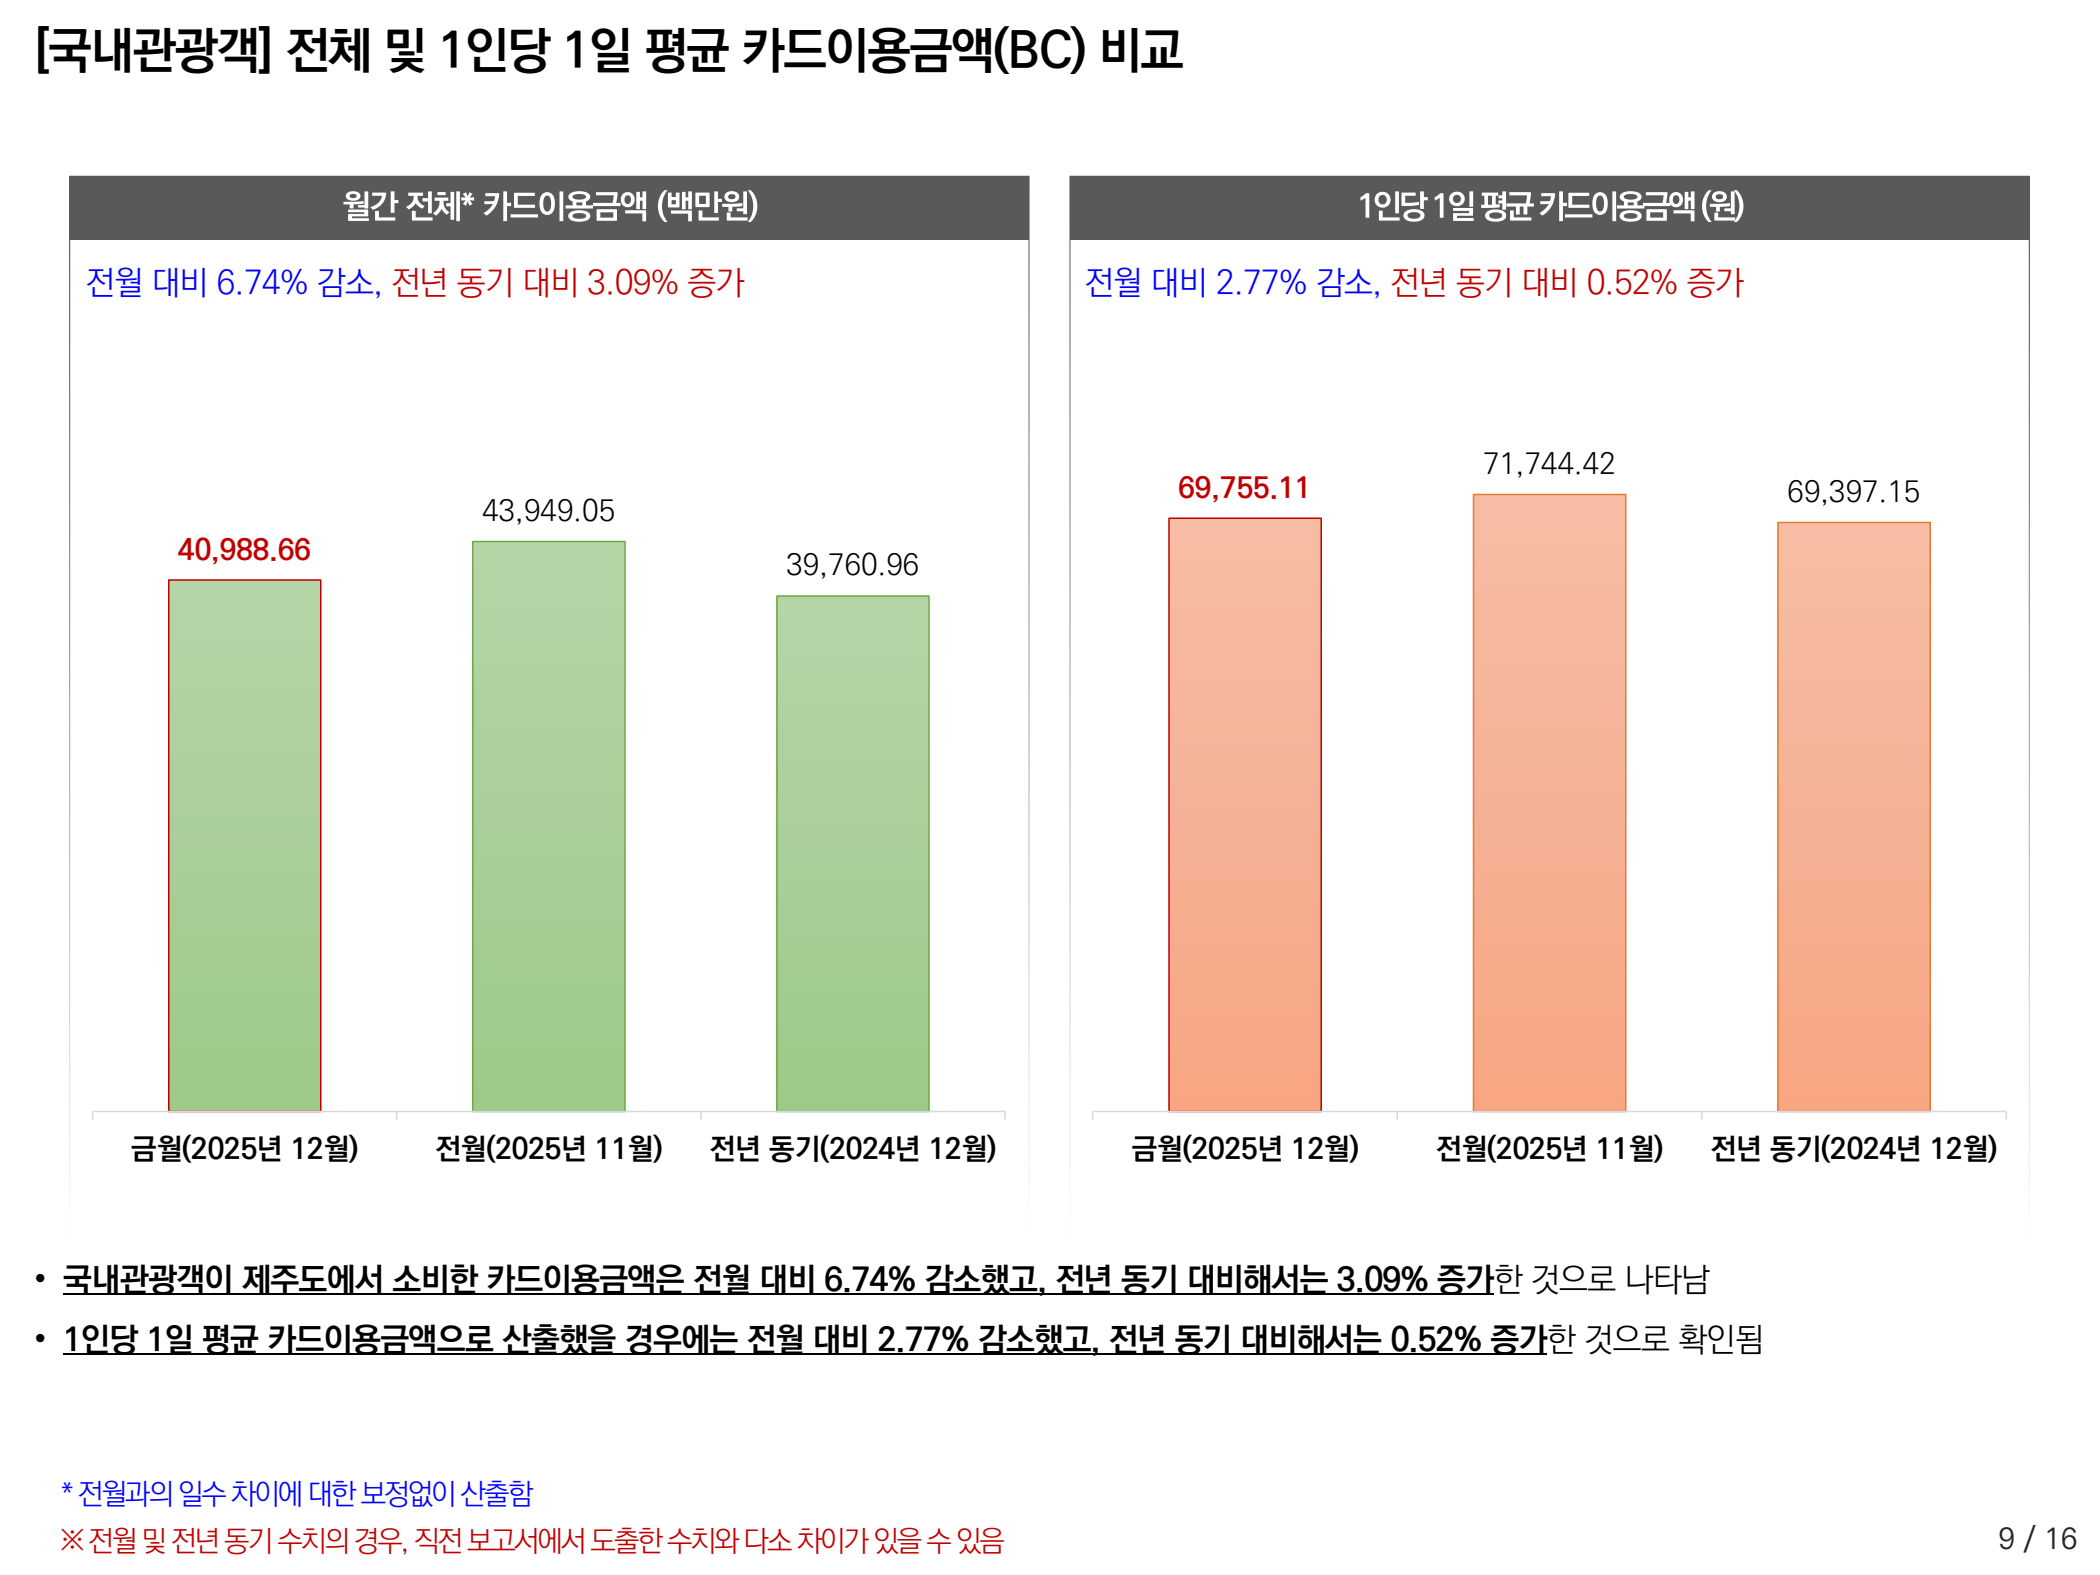 [국내관광객] 전체 및 1인당 1일 평균 카드이용금액(BC) 비교
월간 전체* 카드이용금액 (백만원)
전월 대비 6.74% 감소, 전년 동기 대비 3.09% 증가
40,988.66
43,949.05
39,760.96
금월(2025년 12월)
전월(2025년 11월)
전년 동기(2024년 12월)
1인당 1일 평균 카드이용금액 (원)
전월 대비 2.77% 감소, 전년 동기 대비 0.52% 증가
69,755.11
71,744.42
69,397.15
금월(2025년 12월)
전월(2025년 11월)
전년 동기(2024년 12월)
• 국내관광객이 제주도에서 소비한 카드이용금액은 전월 대비 6.74% 감소했고, 전년 동기 대비해서는 3.09% 증가한 것으로 나타남
• 1인당 1일 평균 카드이용금액으로 산출했을 경우에는 전월 대비 2.77% 감소했고, 전년 동기 대비해서는 0.52% 증가한 것으로 확인됨
* 전월과의 일수 차이에 대한 보정없이 산출함
※ 전월 및 전년 동기 수치의 경우, 직전 보고서에서 도출한 수치와 다소 차이가 있을 수 있음
9 / 16